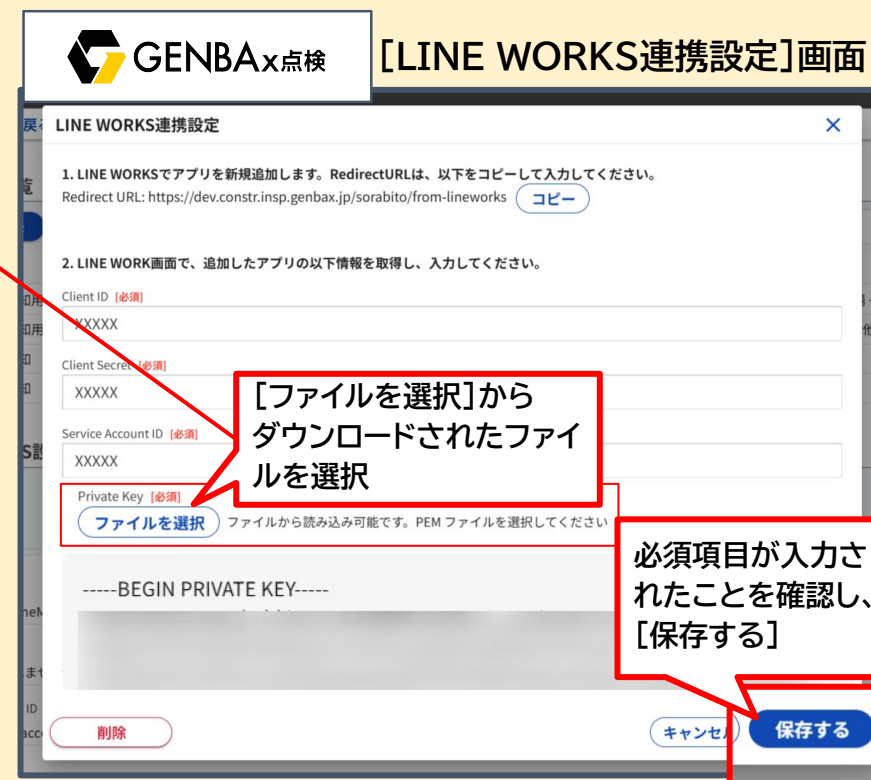 GENBAx点検
[LINE WORKS連携設定]画面
LINE WORKS連携設定
1. LINE WORKSでアプリを新規追加します。RedirectURLは、以下をコピーして入力してください。
Redirect URL: https://dev.constr.insp.genbax.jp/sorabito/from-lineworks コピー
2. LINE WORK画面で、追加したアプリの以下情報を取得し、入力してください。
Client ID [必須]
XXXXX
Client Secret [必須]
XXXXX
Service Account ID [必須]
XXXXX
[ファイルを選択]から
ダウンロードされたファイ
ルを選択
Private Key [必須]
ファイルを選択 ファイルから読み込み可能です。PEM ファイルを選択してください
-----BEGIN PRIVATE KEY-----
必須項目が入力さ
れたことを確認し、
[保存する]
削除 キャンセル 保存する